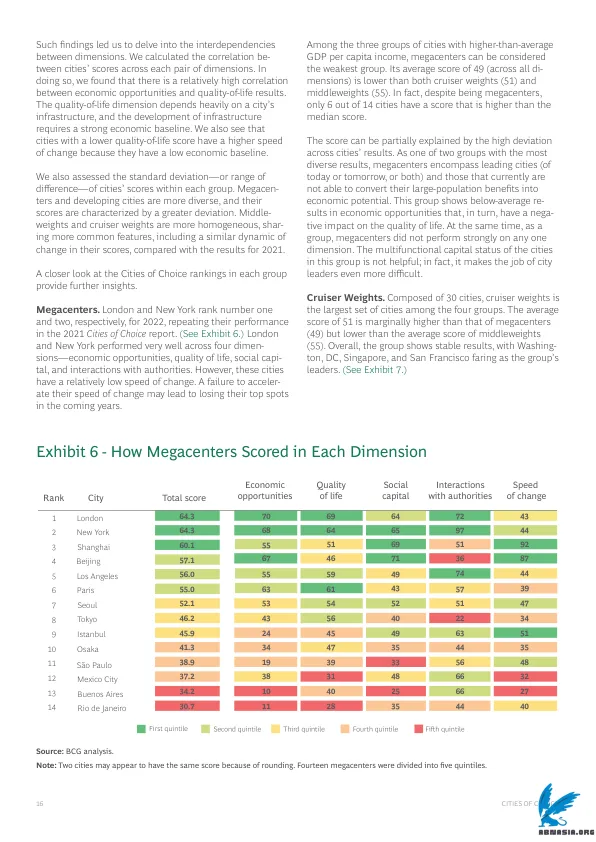 Such findings led us to delve into the interdependencies
between dimensions. We calculated the correlation be-
tween cities' scores across each pair of dimensions. In
doing so, we found that there is a relatively high correlation
between economic opportunities and quality-of-life results.
The quality-of-life dimension depends heavily on a city's
infrastructure, and the development of infrastructure
requires a strong economic baseline. We also see that
cities with a lower quality-of-life score have a higher speed
of change because they have a low economic baseline.
We also assessed the standard deviation—or range of
difference—of cities' scores within each group. Megacen-
ters and developing cities are more diverse, and their
scores are characterized by a greater deviation. Middle-
weights and cruiser weights are more homogeneous, shar-
ing more common features, including a similar dynamic of
change in their scores, compared with the results for 2021.
A closer look at the Cities of Choice rankings in each group
provide further insights.
Megacenters. London and New York rank number one
and two, respectively, for 2022, repeating their performance
in the 2021 Cities of Choice report. (See Exhibit 6.) London
and New York performed very well across four dimen-
sions—economic opportunities, quality of life, social capi-
tal, and interactions with authorities. However, these cities
have a relatively low speed of change. A failure to acceler-
ate their speed of change may lead to losing their top spots
in the coming years.
Among the three groups of cities with higher-than-average
GDP per capita income, megacenters can be considered
the weakest group. Its average score of 49 (across all di-
mensions) is lower than both cruiser weights (51) and
middleweights (55). In fact, despite being megacenters,
only 6 out of 14 cities have a score that is higher than the
median score.
The score can be partially explained by the high deviation
across cities' results. As one of two groups with the most
diverse results, megacenters encompass leading cities (of
today or tomorrow, or both) and those that currently are
not able to convert their large-population benefits into
economic potential. This group shows below-average re-
sults in economic opportunities that, in turn, have a nega-
tive impact on the quality of life. At the same time, as a
group, megacenters did not perform strongly on any one
dimension. The multifunctional capital status of the cities
in this group is not helpful; in fact, it makes the job of city
leaders even more difficult.
Cruiser Weights. Composed of 30 cities, cruiser weights is
the largest set of cities among the four groups. The average
score of 51 is marginally higher than that of megacenters
(49) but lower than the average score of middleweights
(55). Overall, the group shows stable results, with Washing-
ton, DC, Singapore, and San Francisco faring as the group's
leaders. (See Exhibit 7.)
Exhibit 6 - How Megacenters Scored in Each Dimension
Rank City Total score Economic opportunities Quality of life Social capital Interactions with authorities Speed of change
1 London 64.3 70 69 64 72 43
2 New York 64.3 68 64 65 97 44
3 Shanghai 60.1 55 51 69 51 92
4 Beijing 57.1 67 46 71 36 87
5 Los Angeles 56.0 55 59 49 74 44
6 Paris 55.0 63 61 43 57 39
7 Seoul 52.1 53 54 52 51 47
8 Tokyo 46.2 43 56 40 22 34
9 Istanbul 45.9 24 45 49 63 51
10 Osaka 41.3 34 47 35 44 35
11 São Paulo 38.9 19 39 33 56 48
12 Mexico City 37.2 38 31 48 66 32
13 Buenos Aires 34.2 10 40 25 66 27
14 Rio de Janeiro 30.7 11 28 35 44 40
First quintile Second quintile Third quintile Fourth quintile Fifth quintile
Source: BCG analysis.
Note: Two cities may appear to have the same score because of rounding. Fourteen megacenters were divided into five quintiles.
16
CITIES OF
ABNASIA.ORG